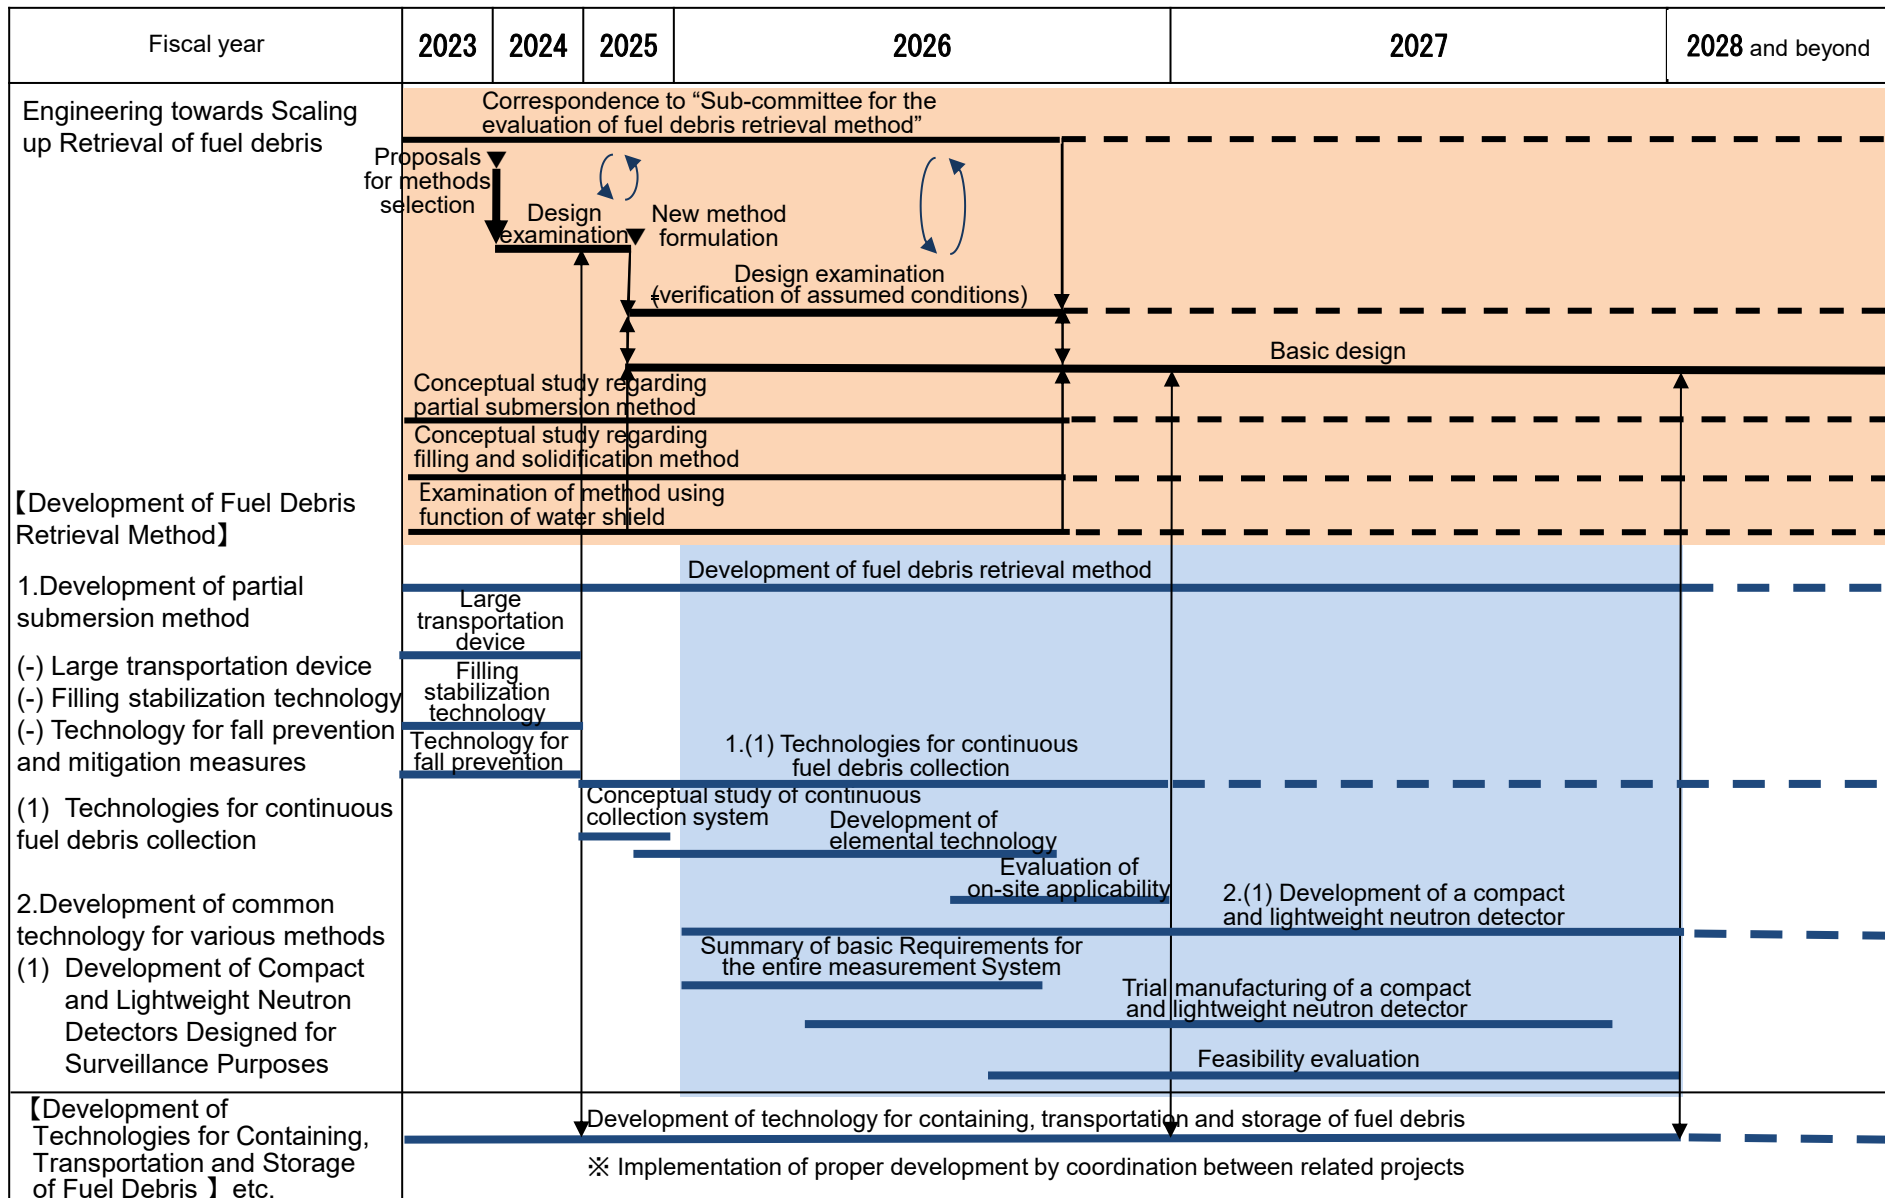 Fiscal year
2023
2024
2025
2026
2027
2028 and beyond
Engineering towards Scaling
up Retrieval of fuel debris
Correspondence to “Sub-committee for the
evaluation of fuel debris retrieval method”
Proposals
for methods
selection
Design
examination
New method
formulation
Design examination
(verification of assumed conditions)
Basic design
Conceptual study regarding
partial submersion method
Conceptual study regarding
filling and solidification method
Examination of method using
function of water shield
【Development of Fuel Debris
Retrieval Method】
1.Development of partial
submersion method
(-) Large transportation device
(-) Filling stabilization technology
(-) Technology for fall prevention
and mitigation measures
(1) Technologies for continuous
fuel debris collection
2.Development of common
technology for various methods
(1) Development of Compact
and Lightweight Neutron
Detectors Designed for
Surveillance Purposes
Development of fuel debris retrieval method
Large
transportation
device
Filling
stabilization
technology
Technology for
fall prevention
1.(1) Technologies for continuous
fuel debris collection
Conceptual study of continuous
collection system
Development of
elemental technology
Evaluation of
on-site applicability
2.(1) Development of a compact
and lightweight neutron detector
Summary of basic Requirements for
the entire measurement System
Trial manufacturing of a compact
and lightweight neutron detector
Feasibility evaluation
【Development of
Technologies for Containing,
Transportation and Storage
of Fuel Debris 】 etc.
Development of technology for containing, transportation and storage of fuel debris
※ Implementation of proper development by coordination between related projects